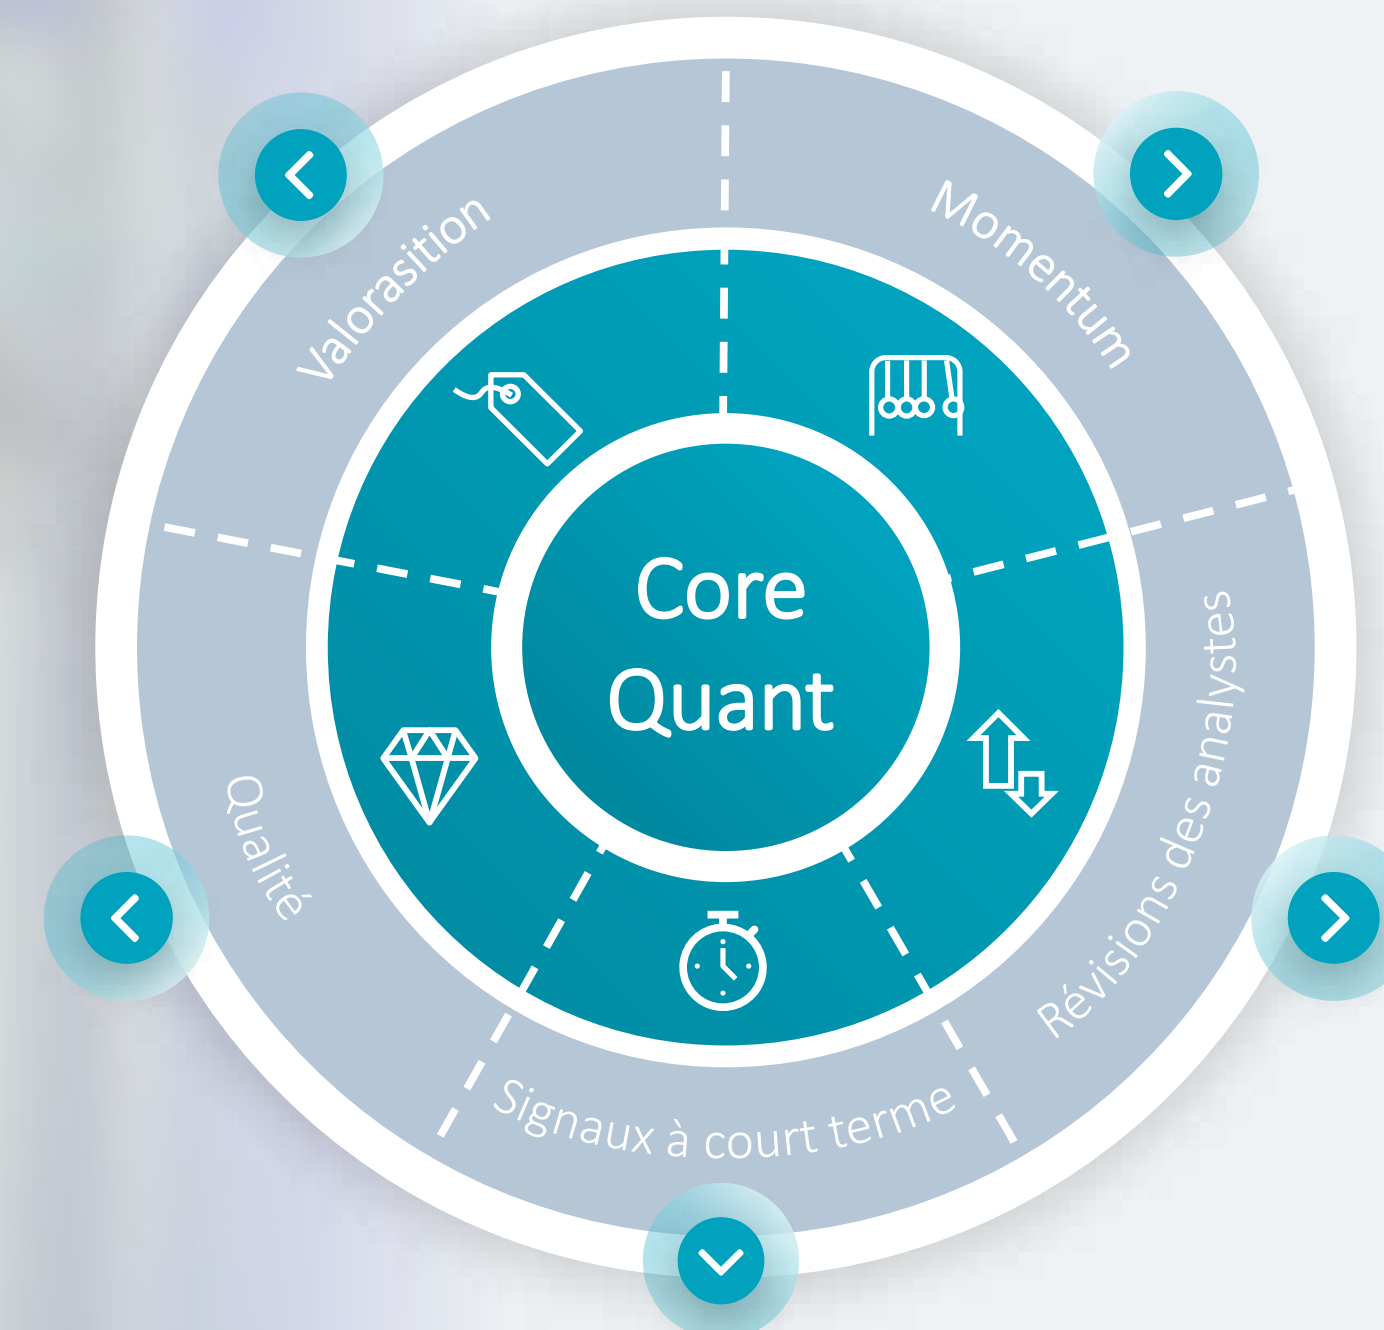 Valorasition
Momentum
Core
Quant
Révisions des analystes
Qualité
Signaux à court terme